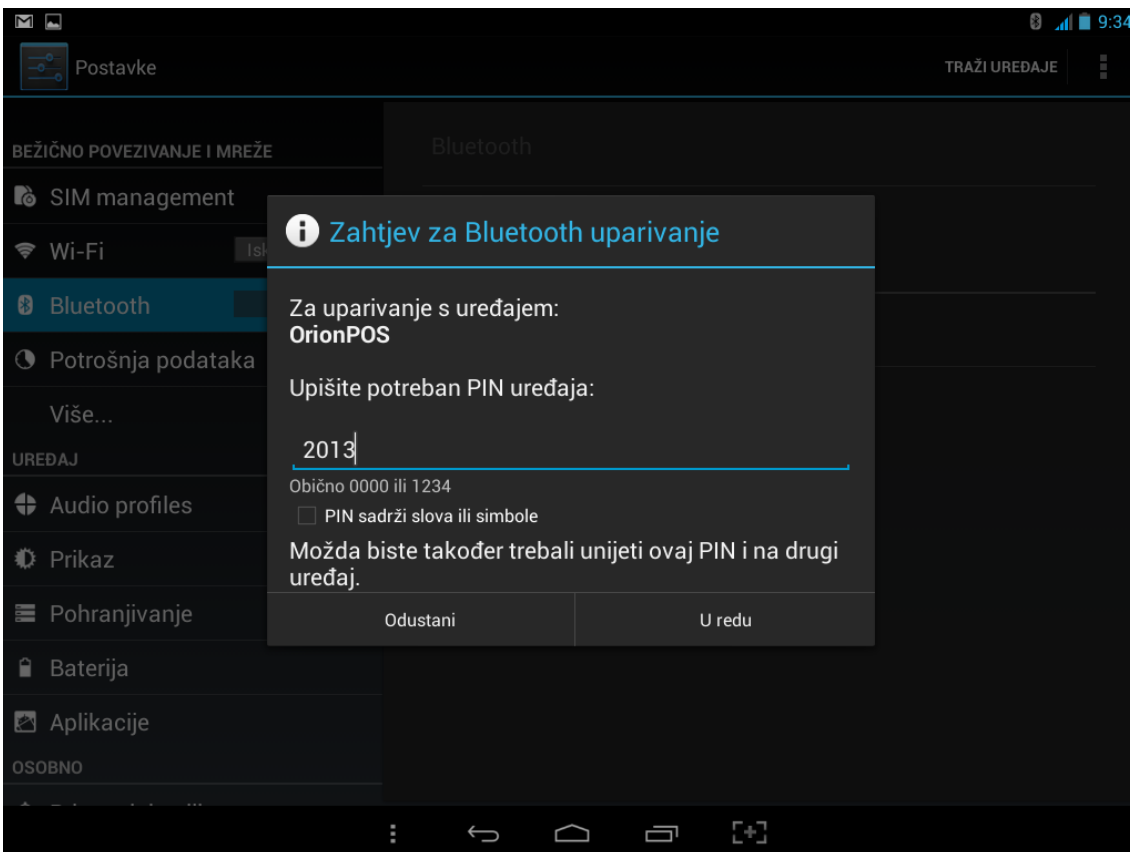 9:34
Postavke
TRAŽI UREĐAJE
BEŽIČNO POVEZIVANJE I MREŽE
Bluetooth
SIM management
Wi-Fi
Isk
Bluetooth
Potrošnja podataka
Više...
UREĐAJ
Audio profiles
Prikaz
Pohranjivanje
Baterija
Aplikacije
OSOBNO
Zahtjev za Bluetooth uparivanje
Za uparivanje s uređajem:
OrionPOS
Upišite potreban PIN uređaja:
2013
Obično 0000 ili 1234
PIN sadrži slova ili simbole
Možda biste također trebali unijeti ovaj PIN i na drugi
uređaj.
Odustani
U redu